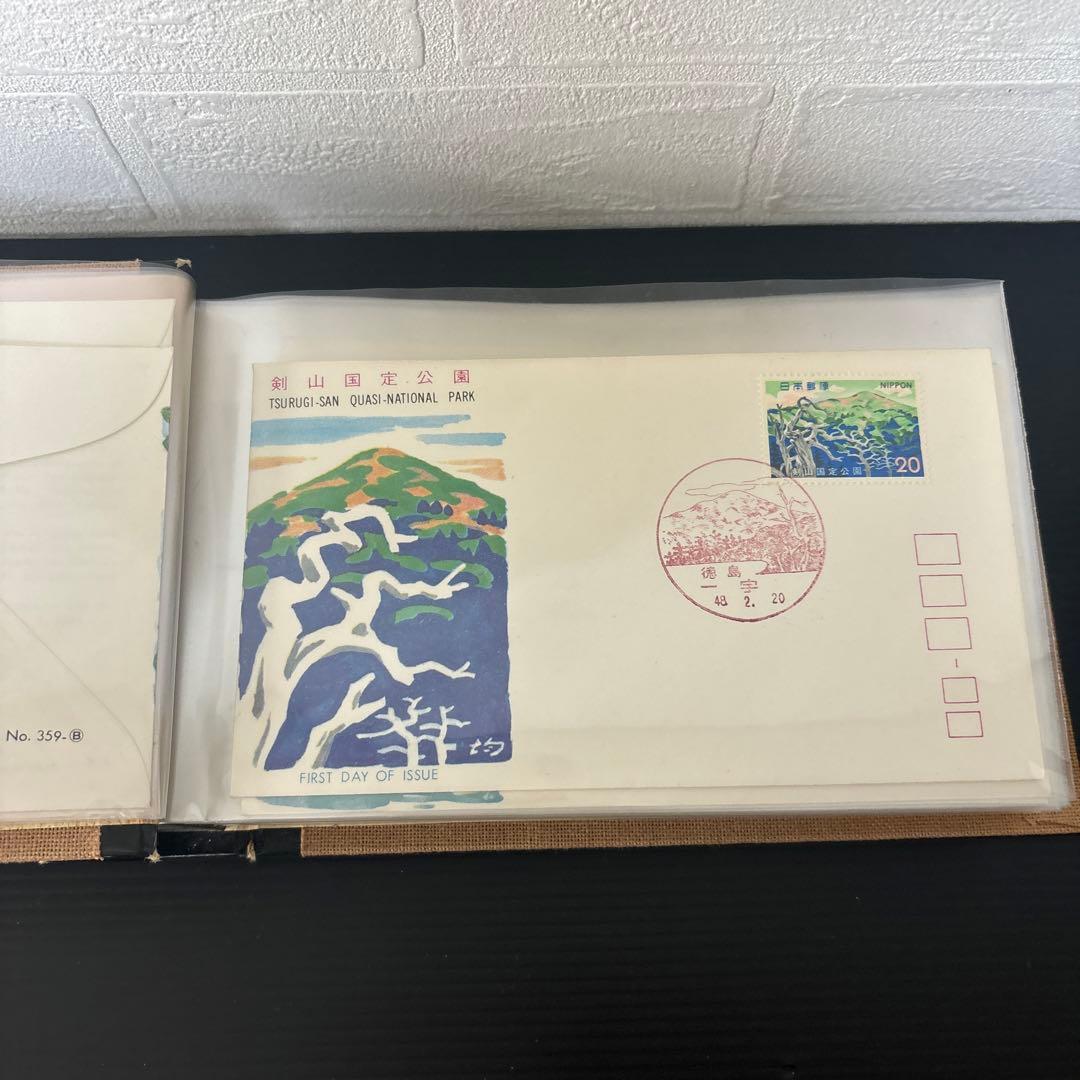 剣山国定公園
TSURUGI-SAN QUASI-NATIONAL PARK
日本郵便 NIPPON
剣山国定公園 20
徳島
一宇
48. 2. 20
均
FIRST DAY OF ISSUE
No. 359-Ⓑ